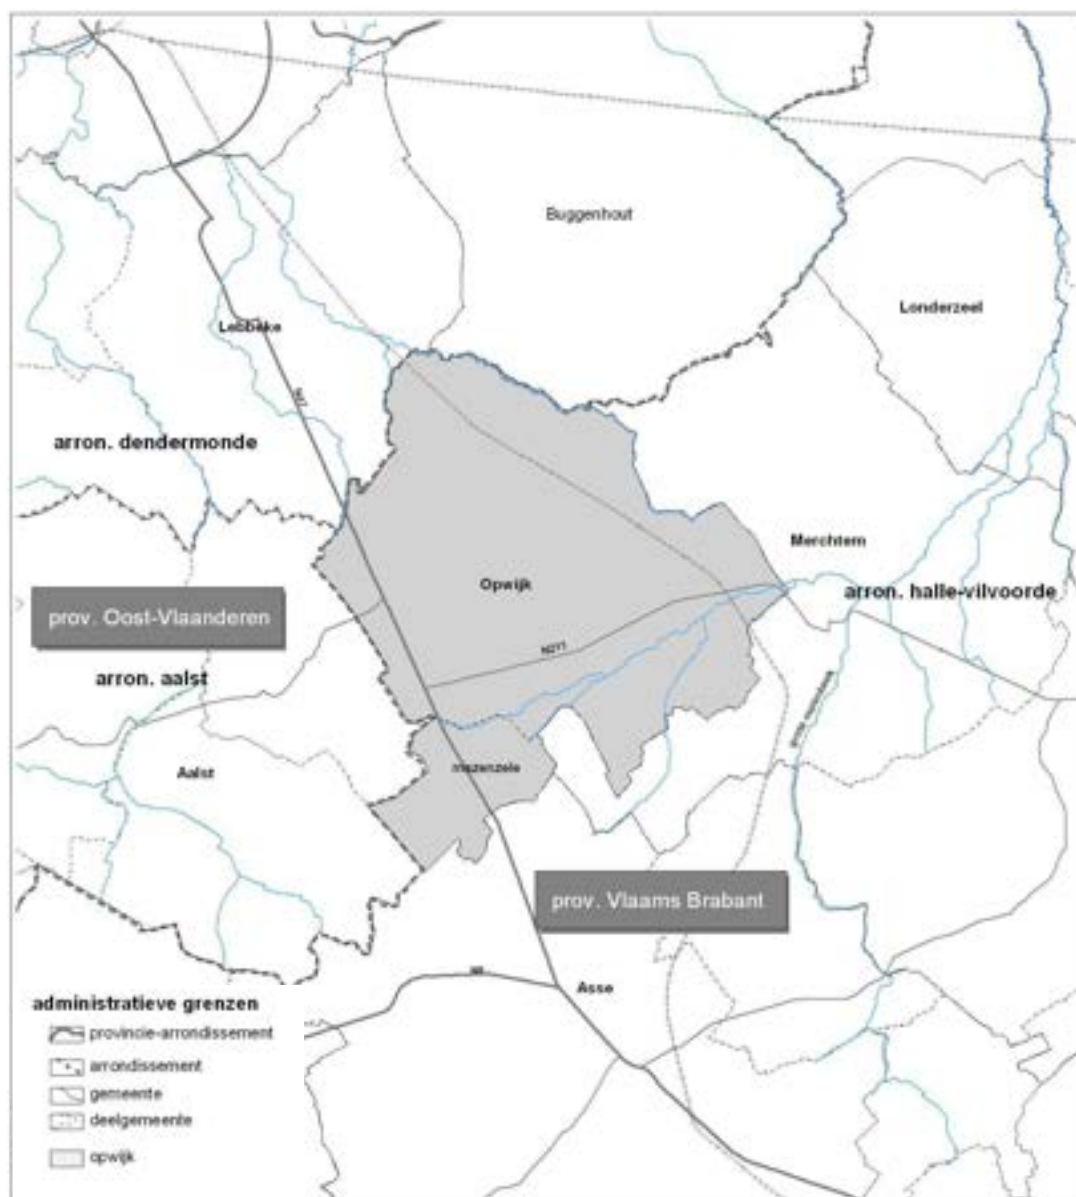 Buggenhout
Londerzeel
Lebbeke
N47
arron. dendermonde
Merchtem
Opwijk
arron. halle-vilvoorde
prov. Oost-Vlaanderen
N211
arron. aalst
mazenzele
Aalst
prov. Vlaams Brabant
Asse
administratieve grenzen
provincie-arrondissement
arrondissement
gemeente
deelgemeente
opwijk